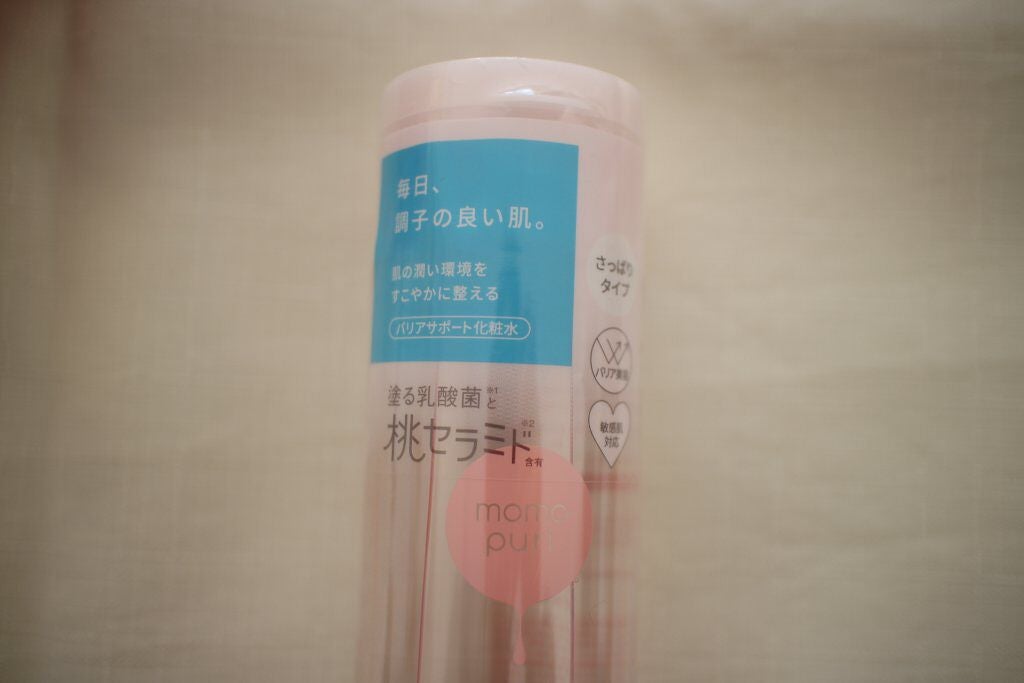 毎日、
調子の良い肌。
肌の潤い環境を
すこやかに整える
バリアサポート化粧水
さっぱり
タイプ
バリア
敏感肌
対応
塗る乳酸菌※1と
桃セラミド※2
含有
momo
puri